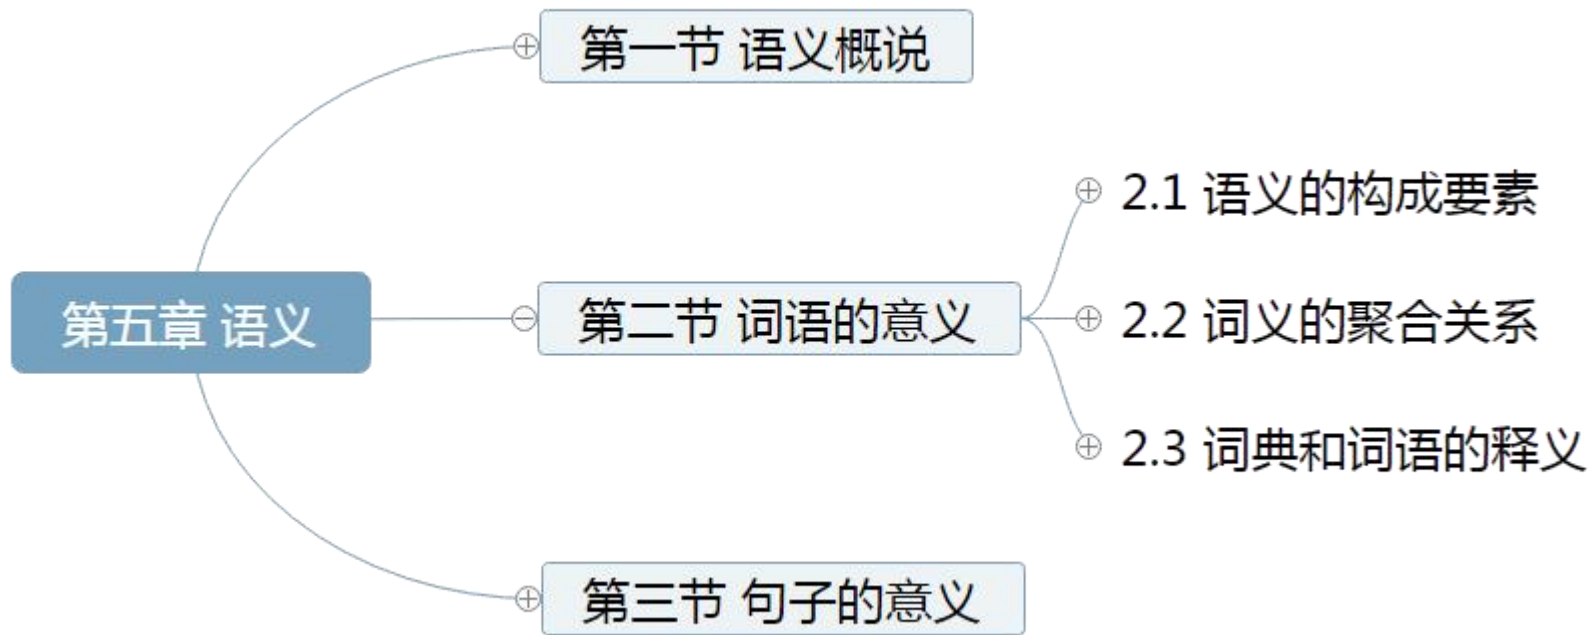 第一节 语义概说
2.1 语义的构成要素
第五章 语义
第二节 词语的意义
2.2 词义的聚合关系
2.3 词典和词语的释义
第三节 句子的意义